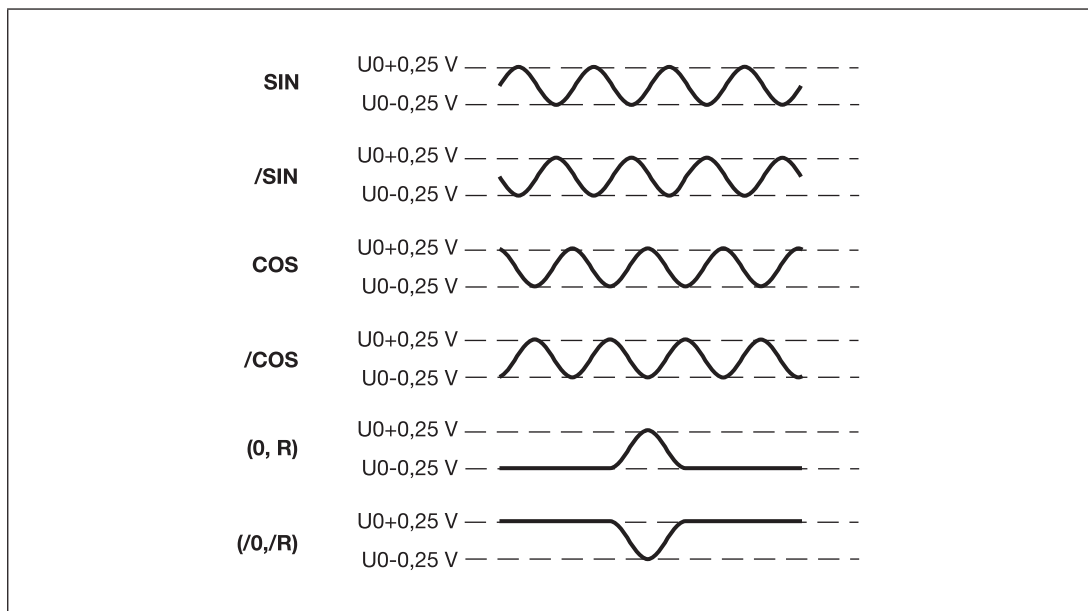 SIN
U0+0,25 V
U0-0,25 V
/SIN
U0+0,25 V
U0-0,25 V
COS
U0+0,25 V
U0-0,25 V
/COS
U0+0,25 V
U0-0,25 V
(0, R)
U0+0,25 V
U0-0,25 V
(/0,/R)
U0+0,25 V
U0-0,25 V